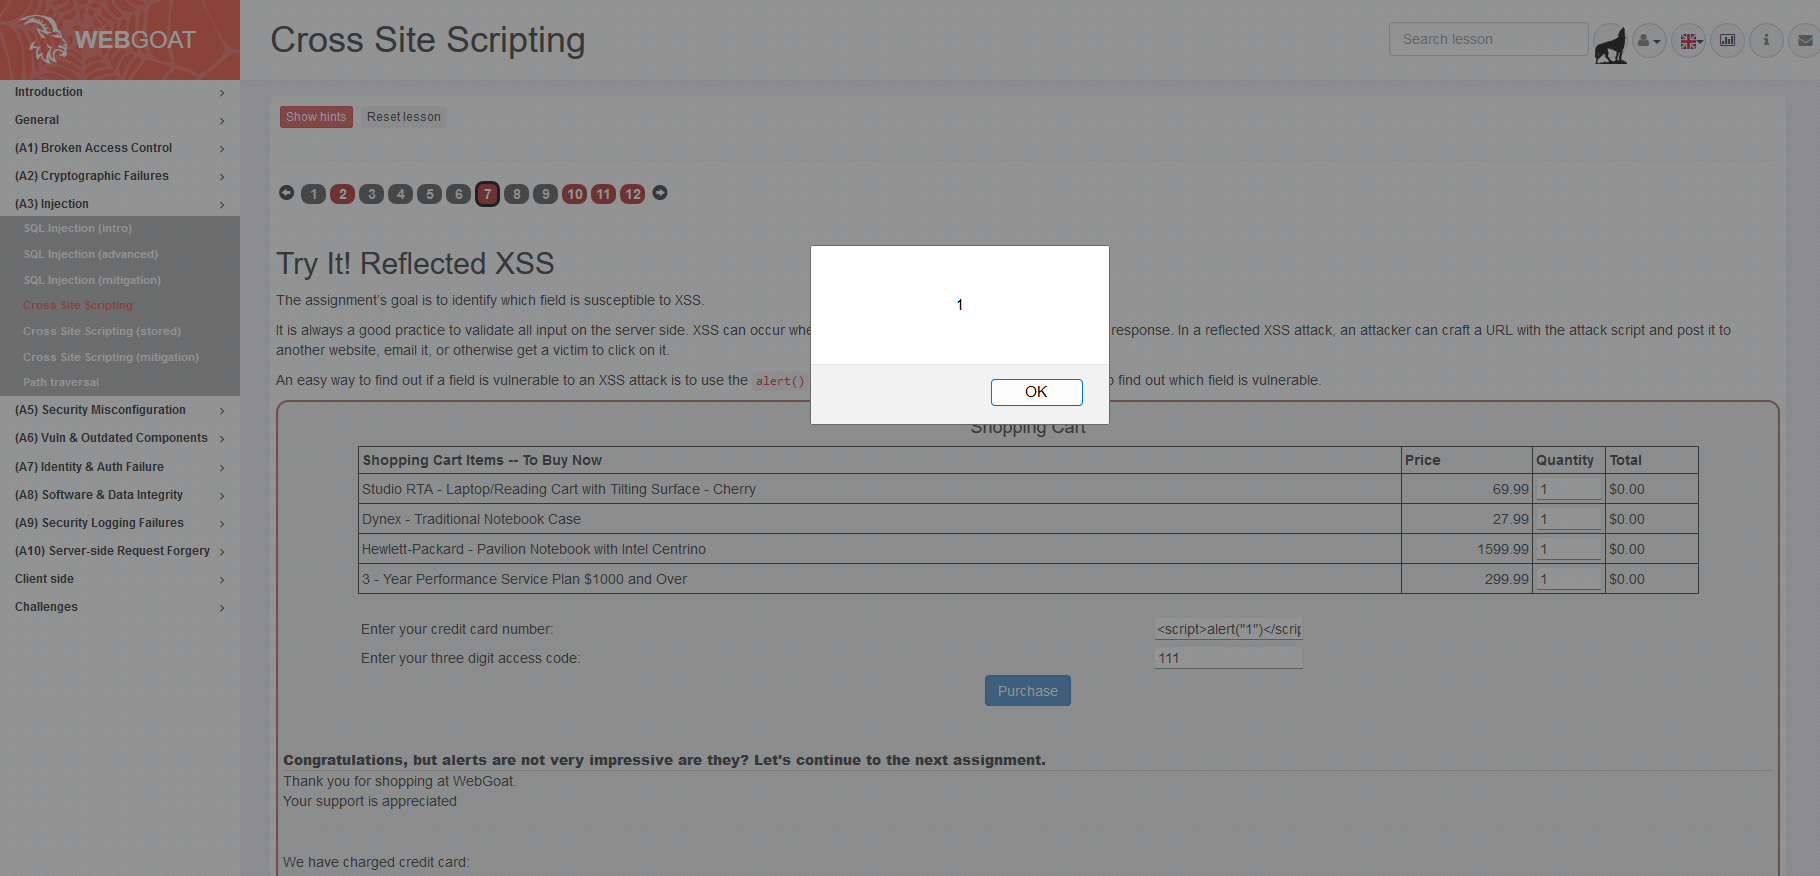 WEBGOAT
Cross Site Scripting
Search lesson
Introduction
General
(A1) Broken Access Control
(A2) Cryptographic Failures
(A3) Injection
SQL Injection (intro)
SQL Injection (advanced)
SQL Injection (mitigation)
Cross Site Scripting
Cross Site Scripting (stored)
Cross Site Scripting (mitigation)
Path traversal
(A5) Security Misconfiguration
(A6) Vuln & Outdated Components
(A7) Identity & Auth Failure
(A8) Software & Data Integrity
(A9) Security Logging Failures
(A10) Server-side Request Forgery
Client side
Challenges
Show hints Reset lesson
1 2 3 4 5 6 7 8 9 10 11 12
Try It! Reflected XSS
The assignment's goal is to identify which field is susceptible to XSS.
It is always a good practice to validate all input on the server side. XSS can occur response. In a reflected XSS attack, an attacker can craft a URL with the attack script and post it to
another website, email it, or otherwise get a victim to click on it.
An easy way to find out if a field is vulnerable to an XSS attack is to use the alert() find out which field is vulnerable.
1
OK
Shopping Cart
Shopping Cart Items -- To Buy Now Price Quantity Total
Studio RTA - Laptop/Reading Cart with Tilting Surface - Cherry 69.99 1 $0.00
Dynex - Traditional Notebook Case 27.99 1 $0.00
Hewlett-Packard - Pavilion Notebook with Intel Centrino 1599.99 1 $0.00
3 - Year Performance Service Plan $1000 and Over 299.99 1 $0.00
Enter your credit card number: <script>alert("1")</scrip
Enter your three digit access code: 111
Purchase
Congratulations, but alerts are not very impressive are they? Let's continue to the next assignment.
Thank you for shopping at WebGoat.
Your support is appreciated
We have charged credit card: